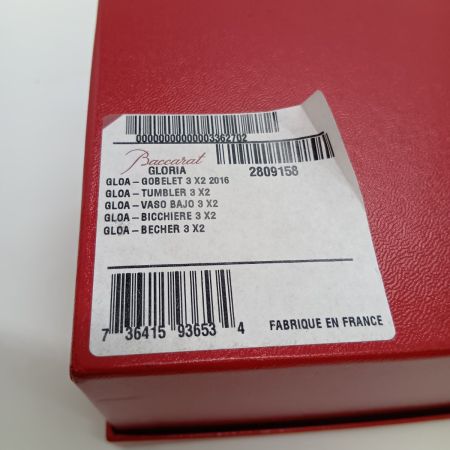 0000000000000003362702
Baccarat
GLORIA 2809158
GLOA – GOBELET 3 X2 2016
GLOA – TUMBLER 3 X2
GLOA – VASO BAJO 3 X2
GLOA – BICCHIERE 3 X2
GLOA – BECHER 3 X2
7 36415 93653 4
FABRIQUE EN FRANCE